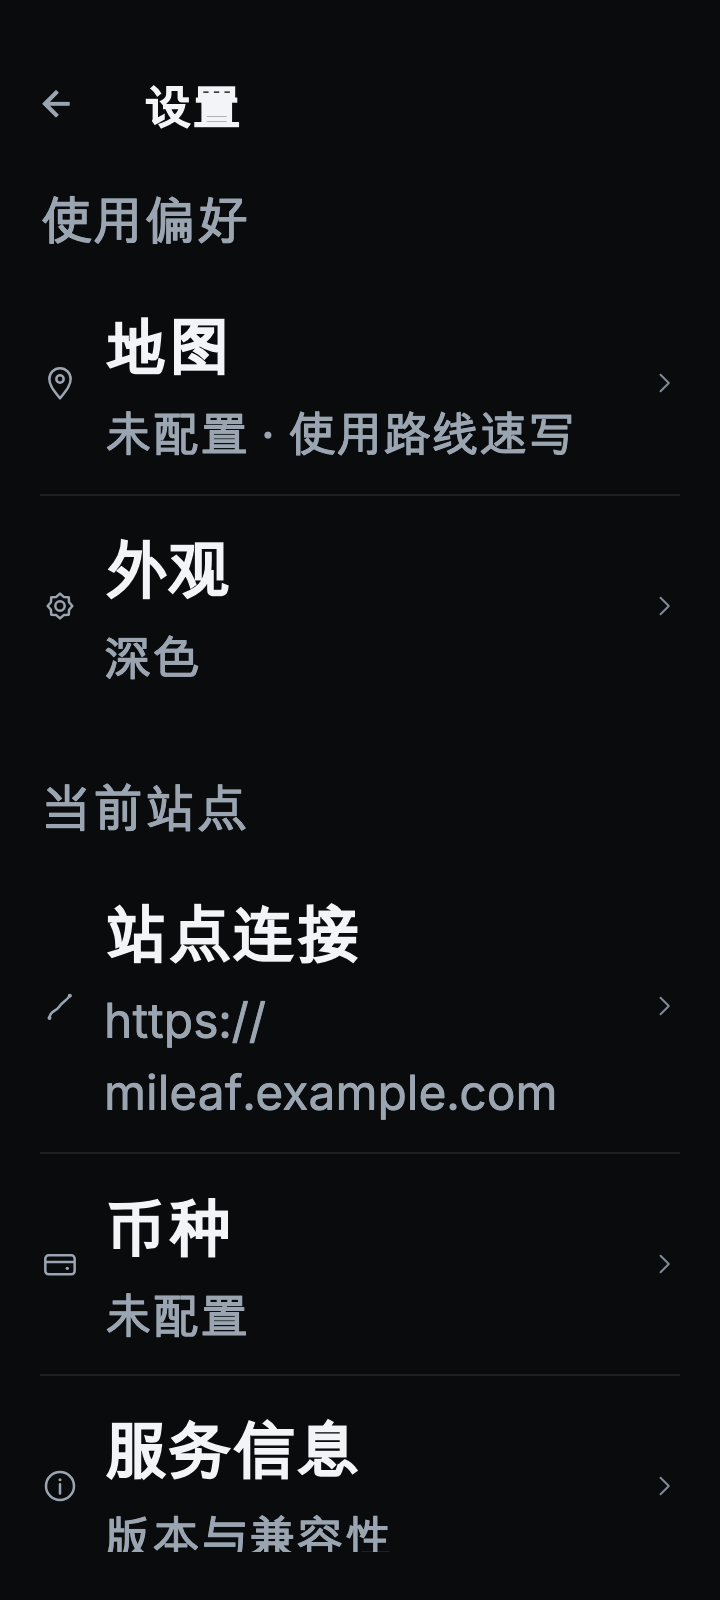 设置
使用偏好
地图
未配置 · 使用路线速写
外观
深色
当前站点
站点连接
https://
mileaf.example.com
币种
未配置
服务信息
版本与兼容性